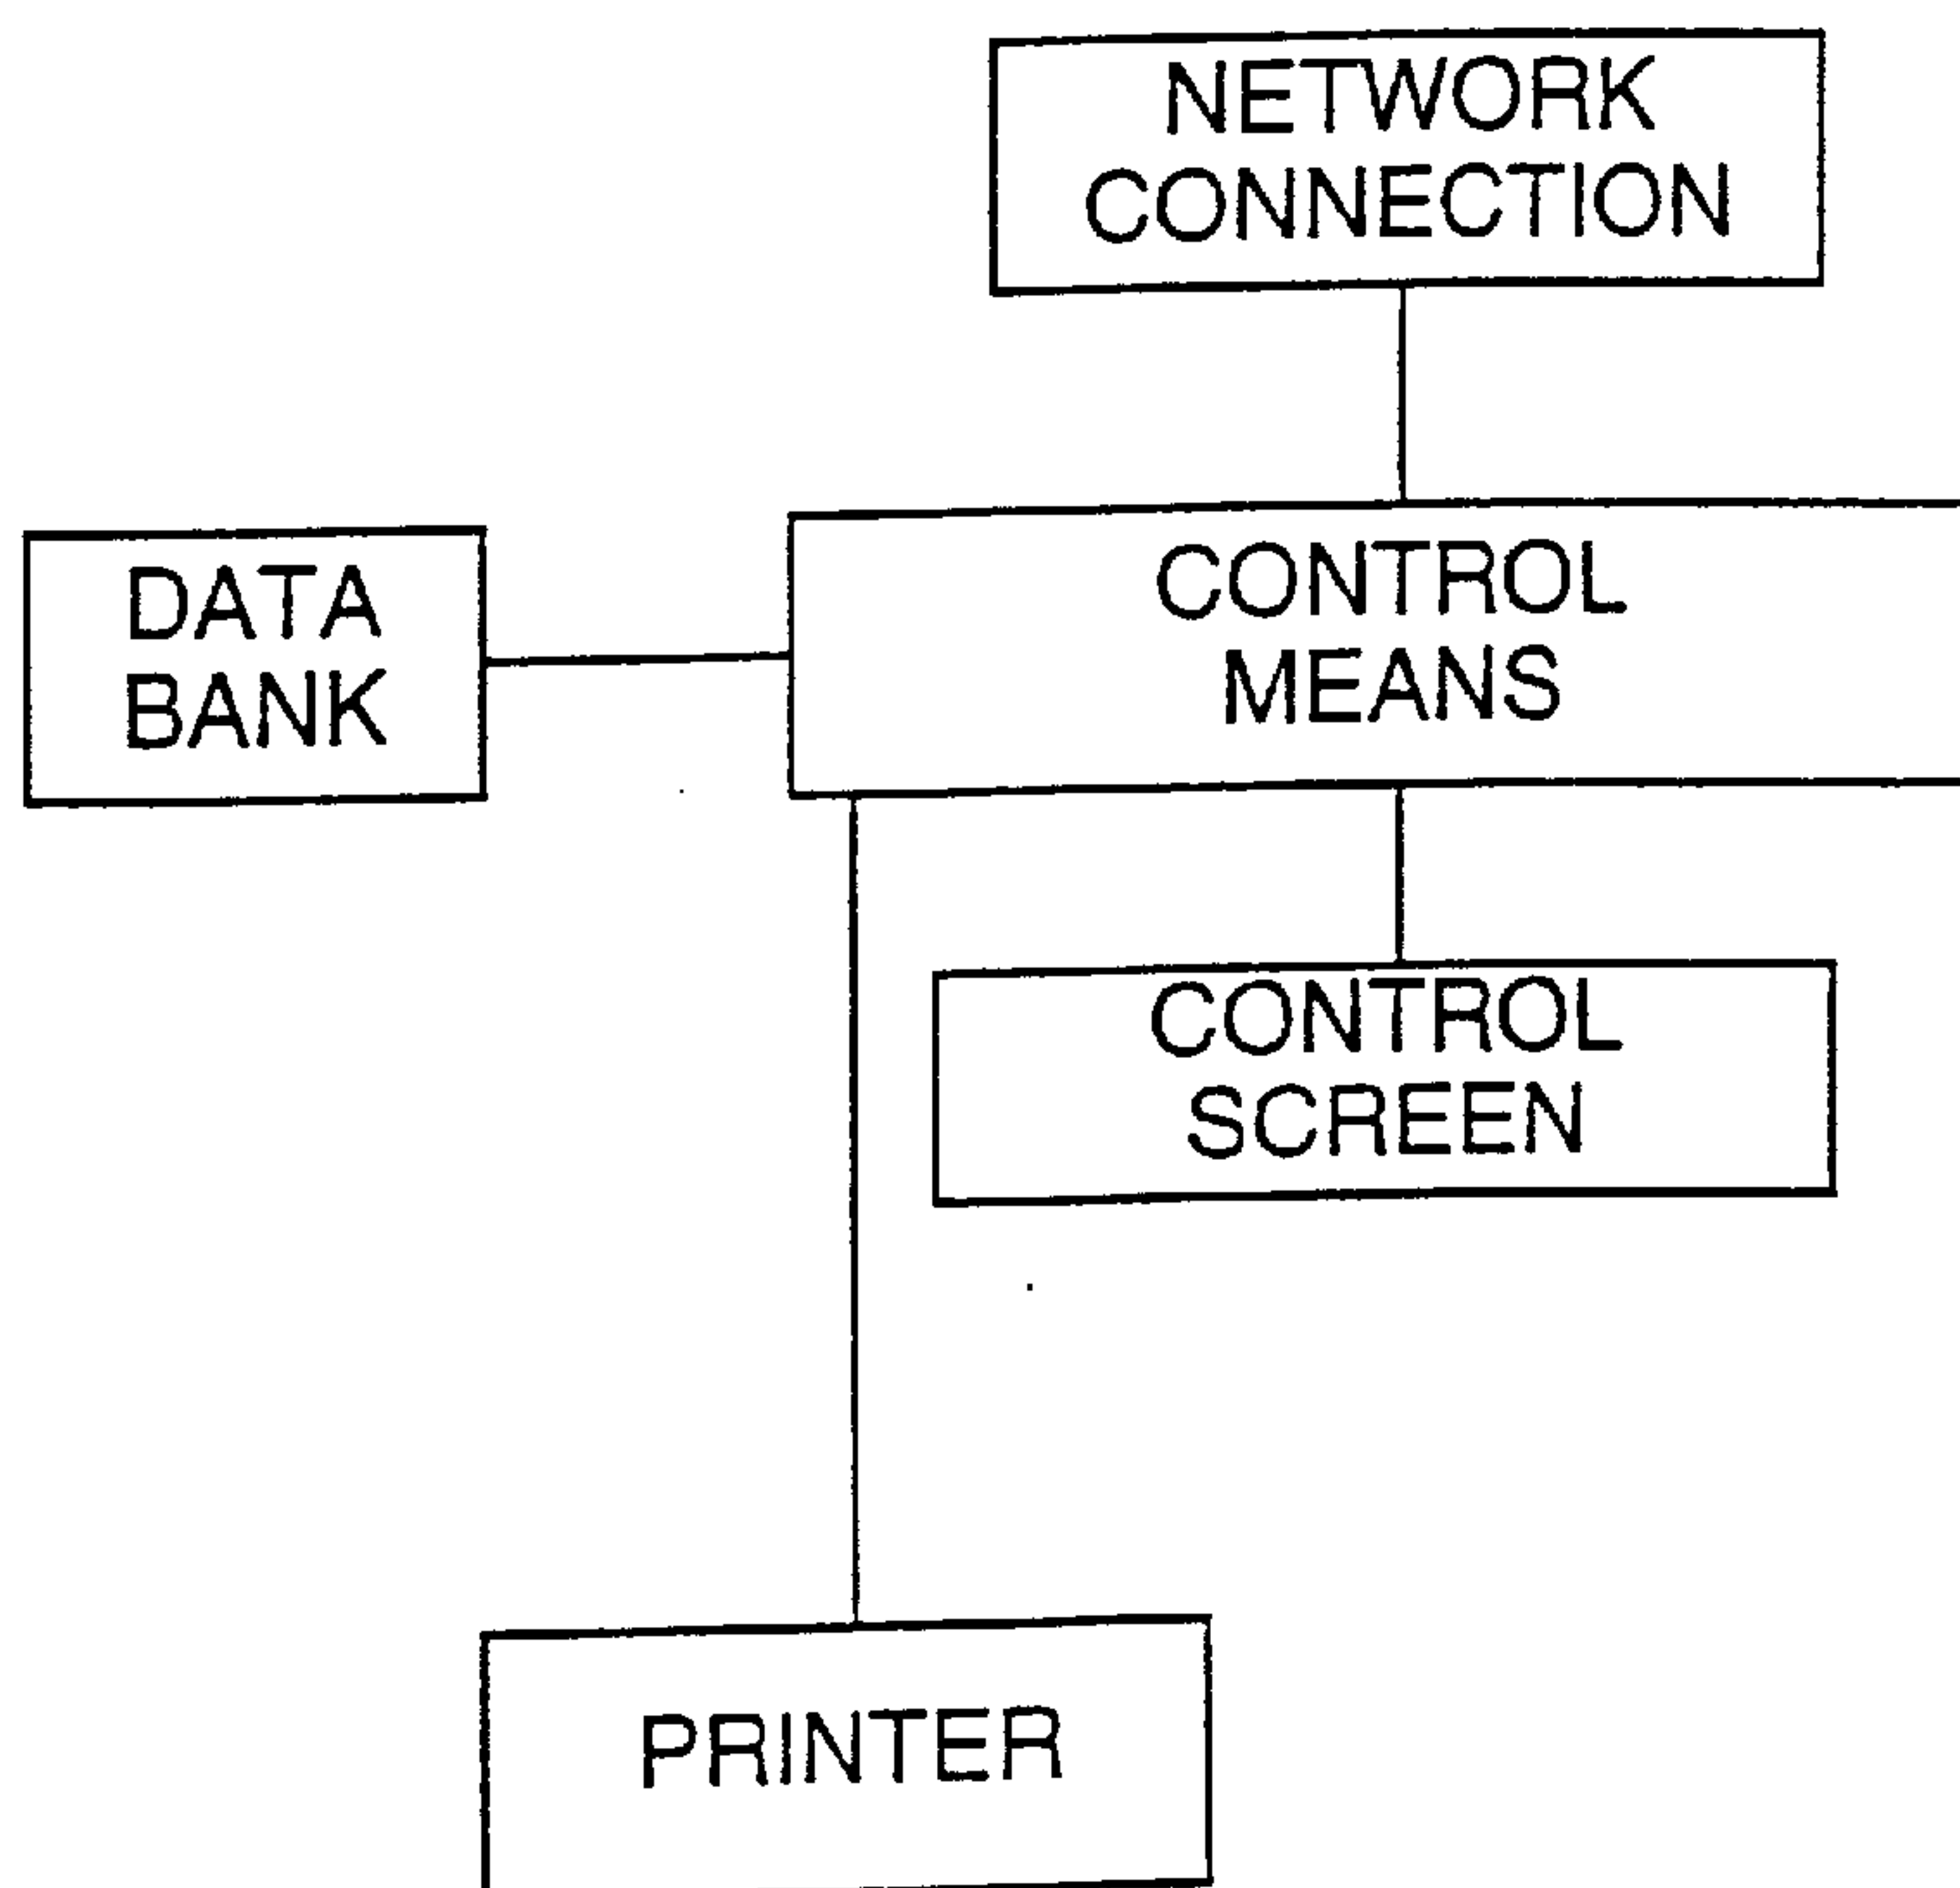 NETWORK
CONNECTION
DATA
BANK
CONTROL
MEANS
CONTROL
SCREEN
PRINTER